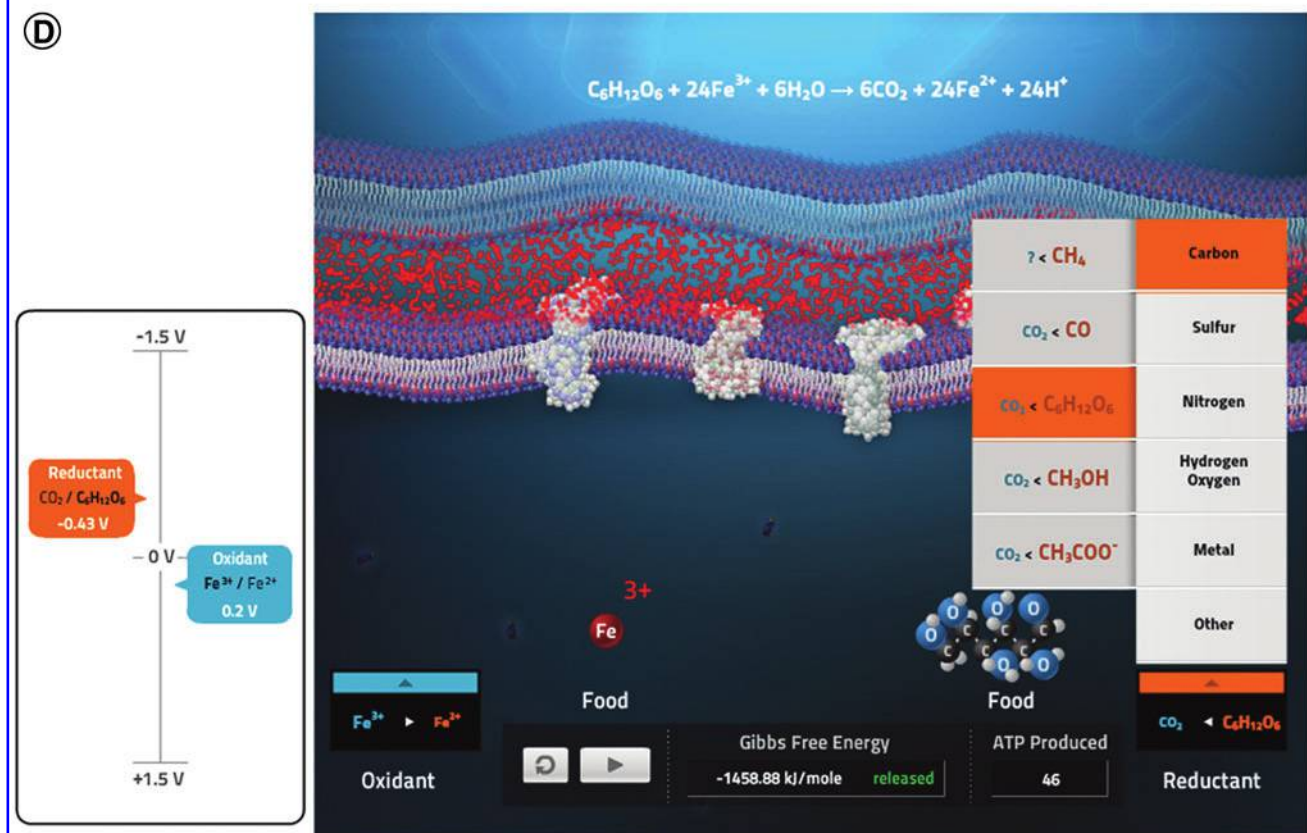 D
C₆H₁₂O₆ + 24Fe³⁺ + 6H₂O → 6CO₂ + 24Fe²⁺ + 24H⁺
-1.5 V
Reductant
CO₂ / C₆H₁₂O₆
-0.43 V
0 V
Oxidant
Fe³⁺ / Fe²⁺
0.2 V
+1.5 V
? < CH₄
Carbon
CO₂ < CO
Sulfur
CO₂ < C₆H₁₂O₆
Nitrogen
CO₂ < CH₃OH
Hydrogen
Oxygen
CO₂ < CH₃COO⁻
Metal
Other
3+
Fe
Food
O O O O
C C
O C C C C O
O O
Food
Fe³⁺ ► Fe²⁺
Oxidant
Gibbs Free Energy
-1458.88 kJ/mole released
ATP Produced
46
CO₂ ◄ C₆H₁₂O₆
Reductant